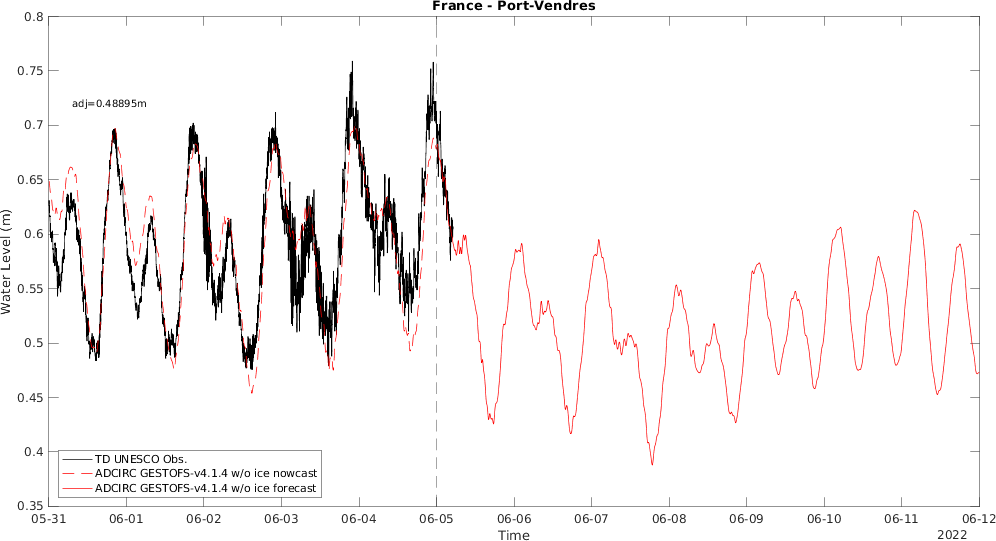 France - Port-Vendres
0.8
0.75
0.7
0.65
0.6
0.55
0.5
0.45
0.4
0.35
Water Level (m)
adj=0.48895m
TD UNESCO Obs.
ADCIRC GESTOFS-v4.1.4 w/o ice nowcast
ADCIRC GESTOFS-v4.1.4 w/o ice forecast
05-31 06-01 06-02 06-03 06-04 06-05 06-06 06-07 06-08 06-09 06-10 06-11 06-12
Time
2022